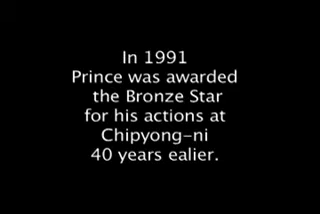 In 1991
Prince was awarded
the Bronze Star
for his actions at
Chipyong-ni
40 years ealier.